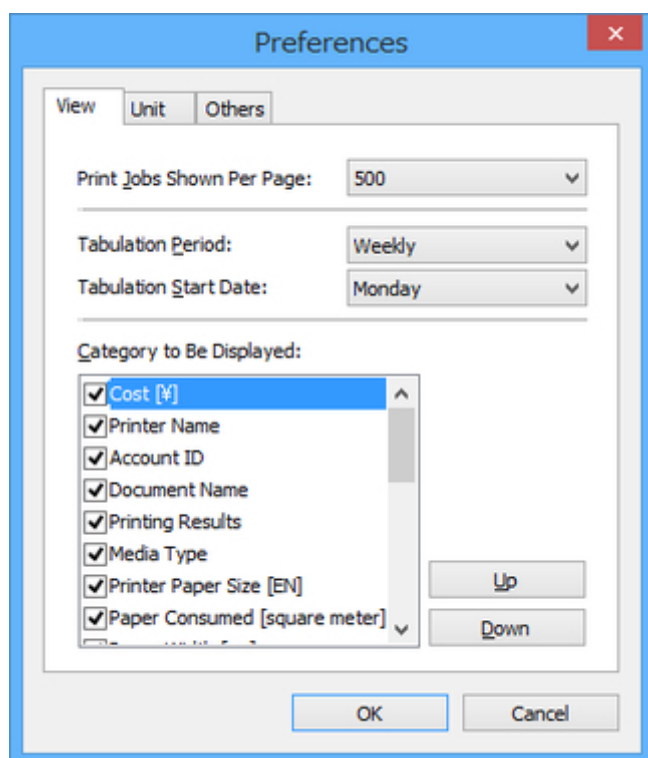 Preferences
View Unit Others
Print Jobs Shown Per Page: 500
Tabulation Period: Weekly
Tabulation Start Date: Monday
Category to Be Displayed:
Cost [¥]
Printer Name
Account ID
Document Name
Printing Results
Media Type
Printer Paper Size [EN]
Up
Paper Consumed [square meter]
Down
OK Cancel